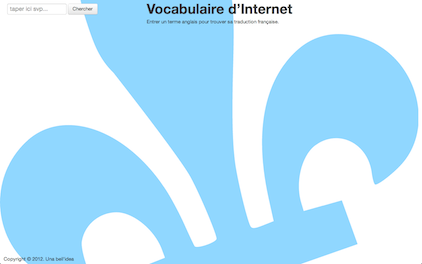 taper ici svp...
Chercher
Vocabulaire d'Internet
Entrer un terme anglais pour trouver sa traduction française.
Copyright © 2012, Une bell'idea